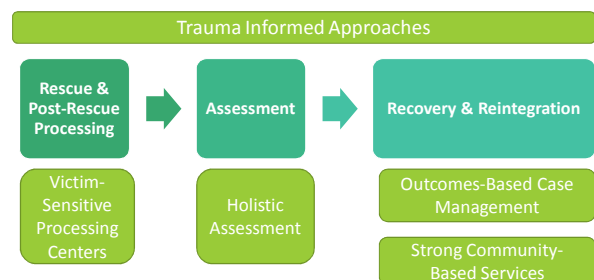 Trauma Informed Approaches
Rescue &
Post-Rescue
Processing
Assessment
Recovery & Reintegration
Victim-
Sensitive
Processing
Centers
Holistic
Assessment
Outcomes-Based Case
Management
Strong Community-
Based Services